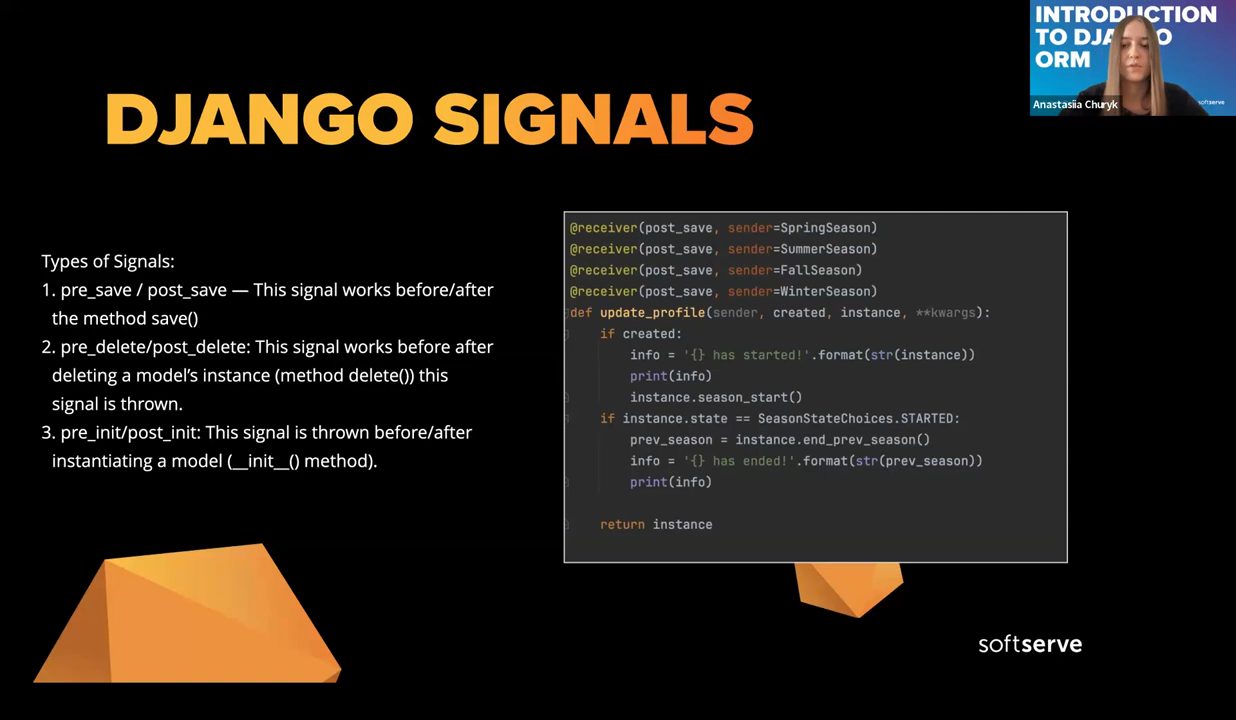 INTRODUCTION
TO DJANGO
ORM
Anastasiia Churyk
softserve
DJANGO SIGNALS
Types of Signals:
1. pre_save / post_save — This signal works before/after
the method save()
2. pre_delete/post_delete: This signal works before after
deleting a model’s instance (method delete()) this
signal is thrown.
3. pre_init/post_init: This signal is thrown before/after
instantiating a model (__init__() method).
@receiver(post_save, sender=SpringSeason)
@receiver(post_save, sender=SummerSeason)
@receiver(post_save, sender=FallSeason)
@receiver(post_save, sender=WinterSeason)
def update_profile(sender, created, instance, **kwargs):
if created:
info = '{} has started!'.format(str(instance))
print(info)
instance.season_start()
if instance.state == SeasonStateChoices.STARTED:
prev_season = instance.end_prev_season()
info = '{} has ended!'.format(str(prev_season))
print(info)
return instance
softserve